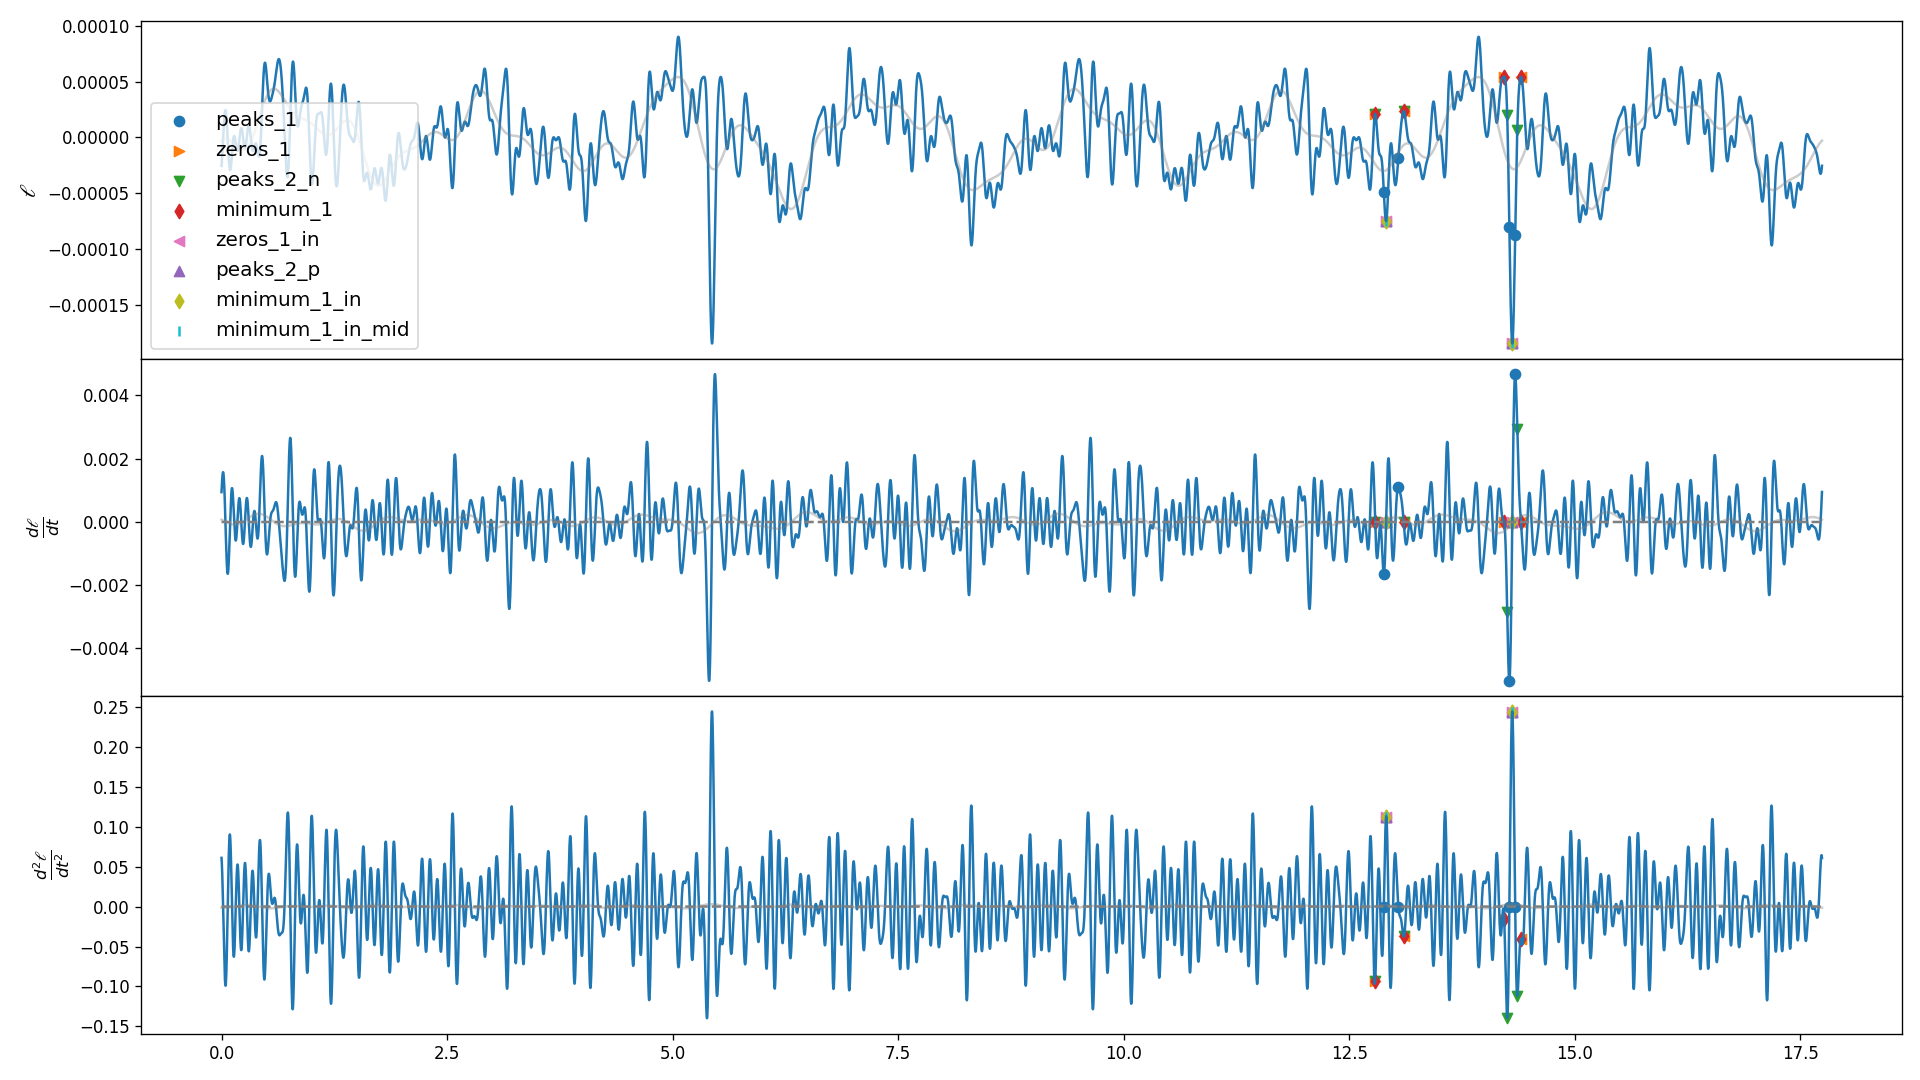 0.00010
0.00005
0.00000
−0.00005
−0.00010
−0.00015
ℓ
peaks_1
zeros_1
peaks_2_n
minimum_1
zeros_1_in
peaks_2_p
minimum_1_in
minimum_1_in_mid
0.004
0.002
0.000
−0.002
−0.004
dℓ
dt
0.25
0.20
0.15
0.10
0.05
0.00
−0.05
−0.10
−0.15
d²ℓ
dt²
0.0 2.5 5.0 7.5 10.0 12.5 15.0 17.5